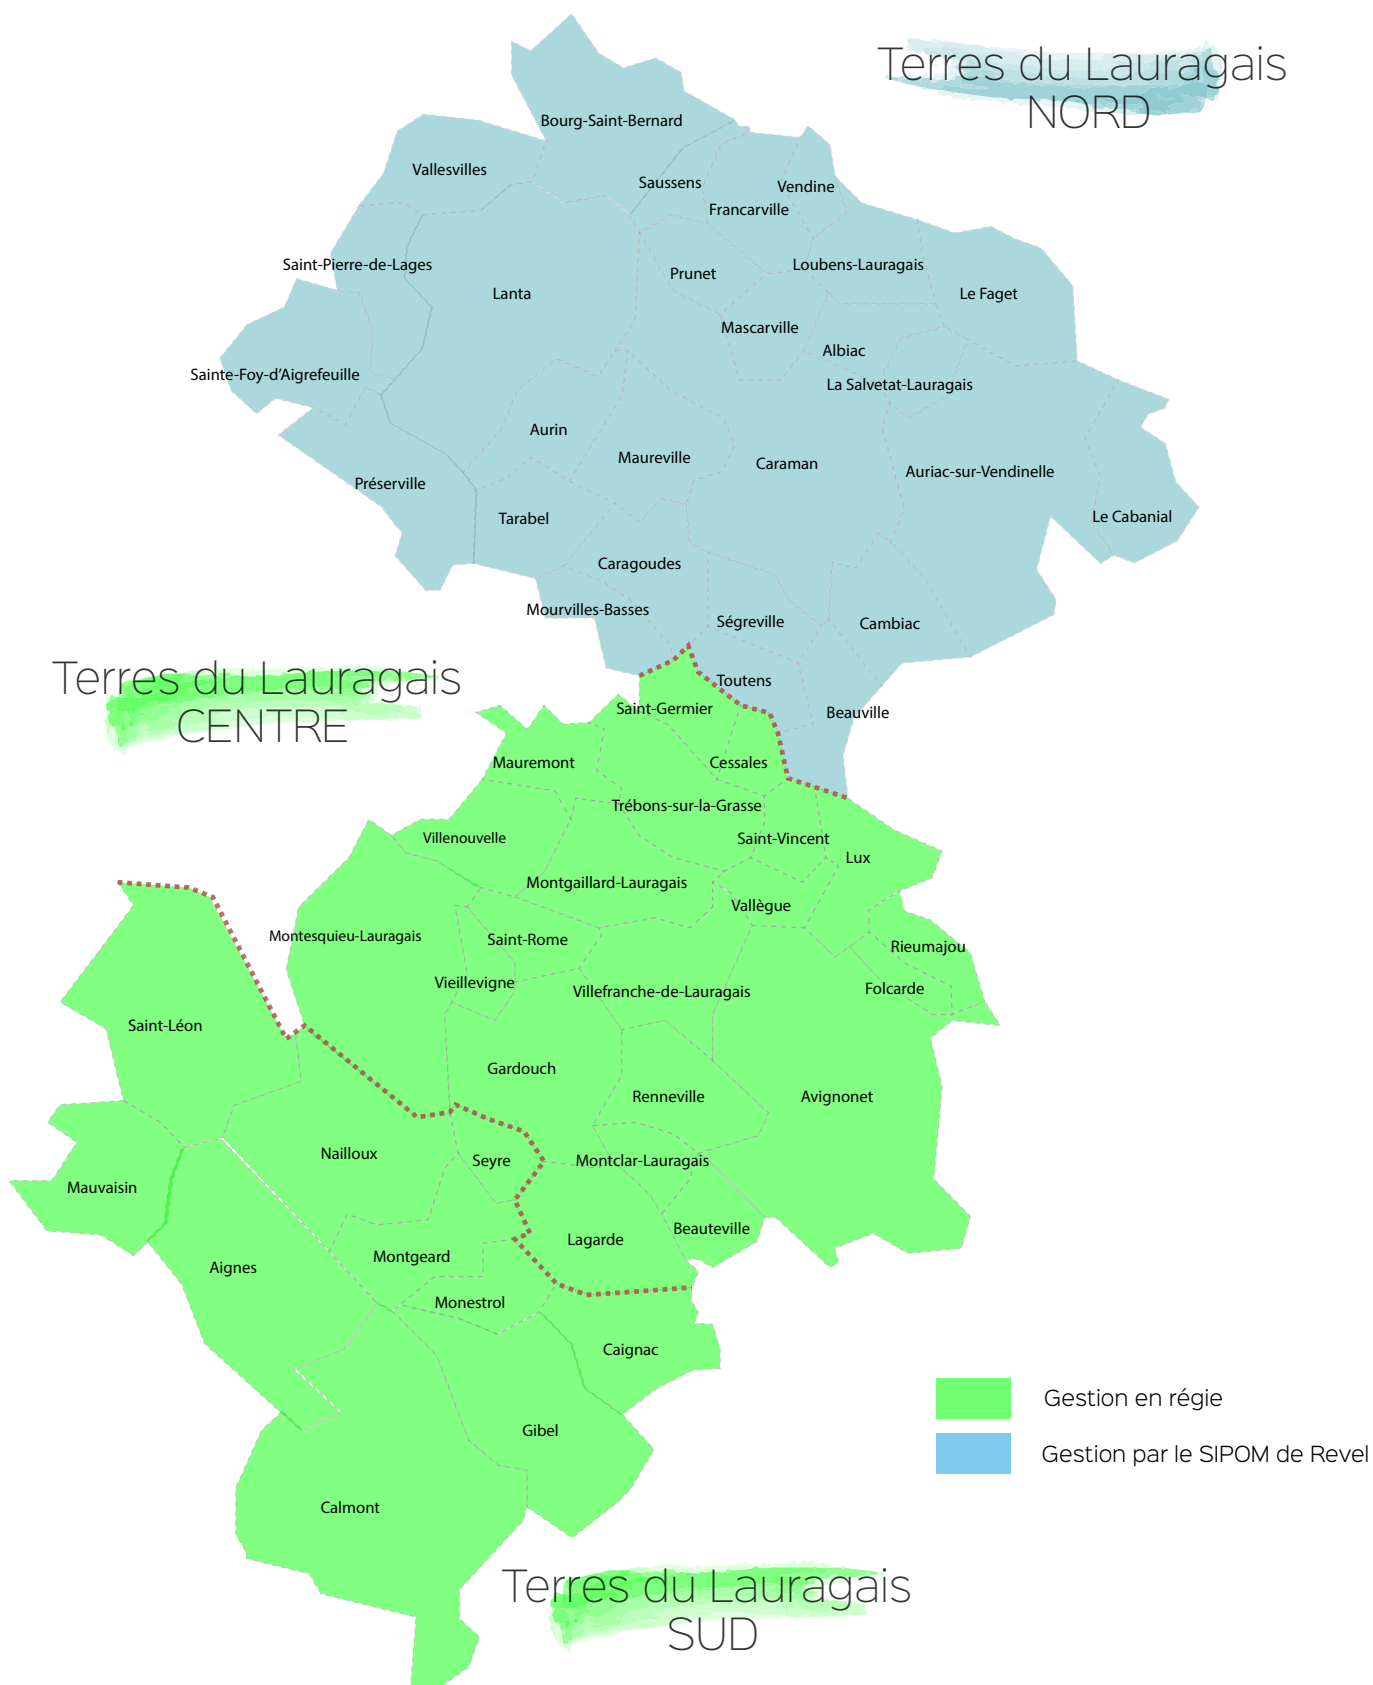 Terres du Lauragais
NORD
Bourg-Saint-Bernard
Vallesvilles
Saussens
Vendine
Francarville
Saint-Pierre-de-Lages
Loubens-Lauragais
Prunet
Lanta
Le Faget
Mascarville
Albiac
Sainte-Foy-d'Aigrefeuille
La Salvetat-Lauragais
Aurin
Maureville
Caraman
Auriac-sur-Vendinelle
Préserville
Tarabel
Le Cabanial
Caragoudes
Mourvilles-Basses
Ségreville
Cambiac
Toutens
Beauville
Terres du Lauragais
CENTRE
Saint-Germier
Mauremont
Cessales
Trébons-sur-la-Grasse
Villenouvelle
Saint-Vincent
Lux
Montgaillard-Lauragais
Vallègue
Montesquieu-Lauragais
Saint-Rome
Rieumajou
Vieillevigne
Villefranche-de-Lauragais
Folcarde
Saint-Léon
Gardouch
Renneville
Avignonet
Nailloux
Seyre
Montclar-Lauragais
Mauvaisin
Beauteville
Lagarde
Montgeard
Aignes
Monestrol
Caignac
Gibel
Calmont
Gestion en régie
Gestion par le SIPOM de Revel
Terres du Lauragais
SUD